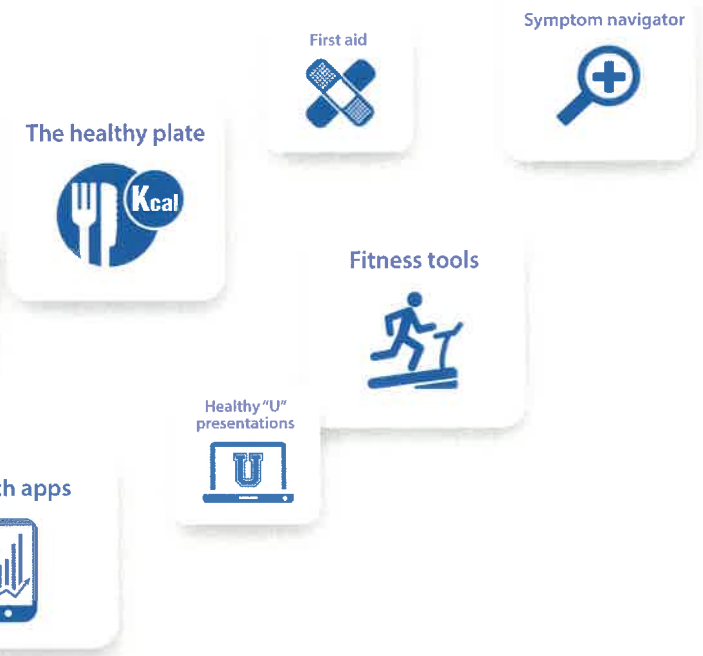 Symptom navigator
First aid
The healthy plate
Kcal
Fitness tools
Healthy "U"
presentations
U
apps